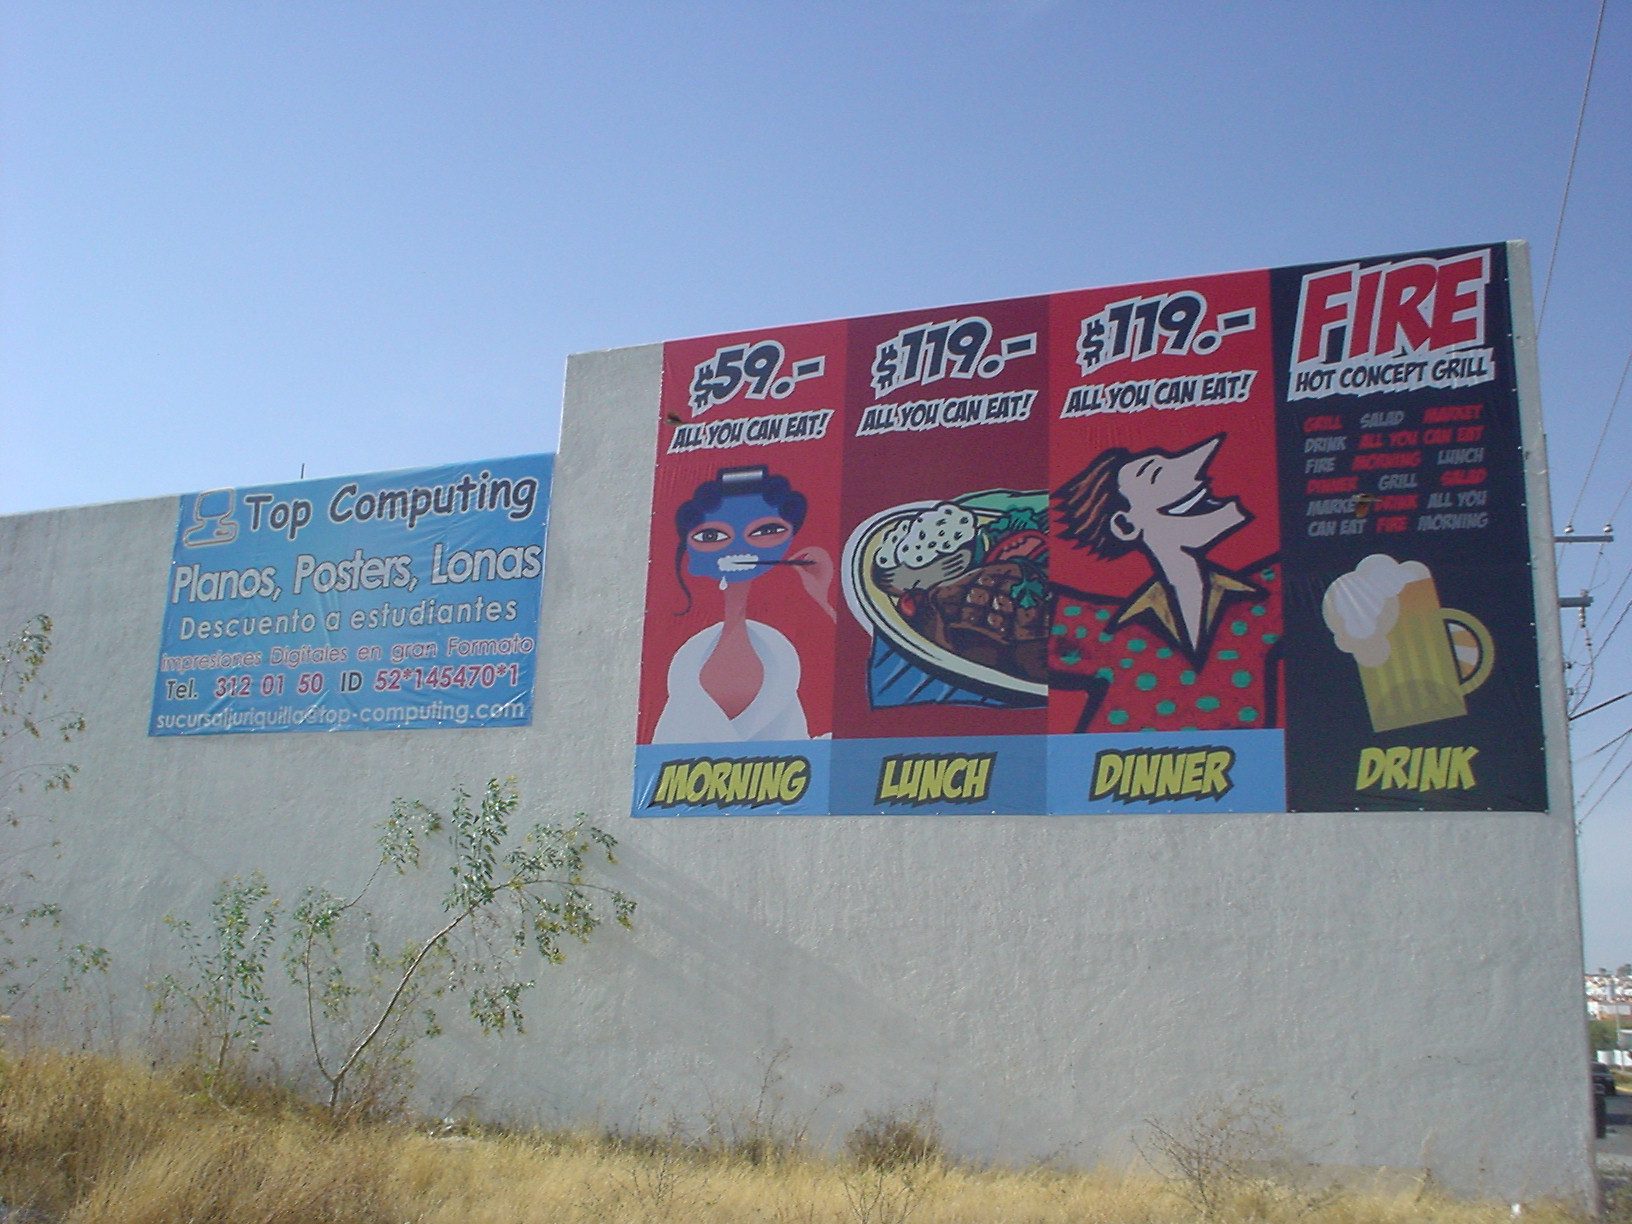 Top Computing
Planos, Posters, Lonas
Descuento a estudiantes
Impresiones Digitales en gran Formato
Tel. 312 01 50 ID 52*145470*1
sucursaljuriquilla@top-computing.com
$59.-
ALL YOU CAN EAT!
MORNING
$119.-
ALL YOU CAN EAT!
LUNCH
$119.-
ALL YOU CAN EAT!
DINNER
FIRE
HOT CONCEPT GRILL
GRILL SALAD MARKET
DRINK ALL YOU CAN EAT
FIRE MORNING LUNCH
DINNER GRILL SALAD
MARKET DRINK ALL YOU
CAN EAT FIRE MORNING
DRINK